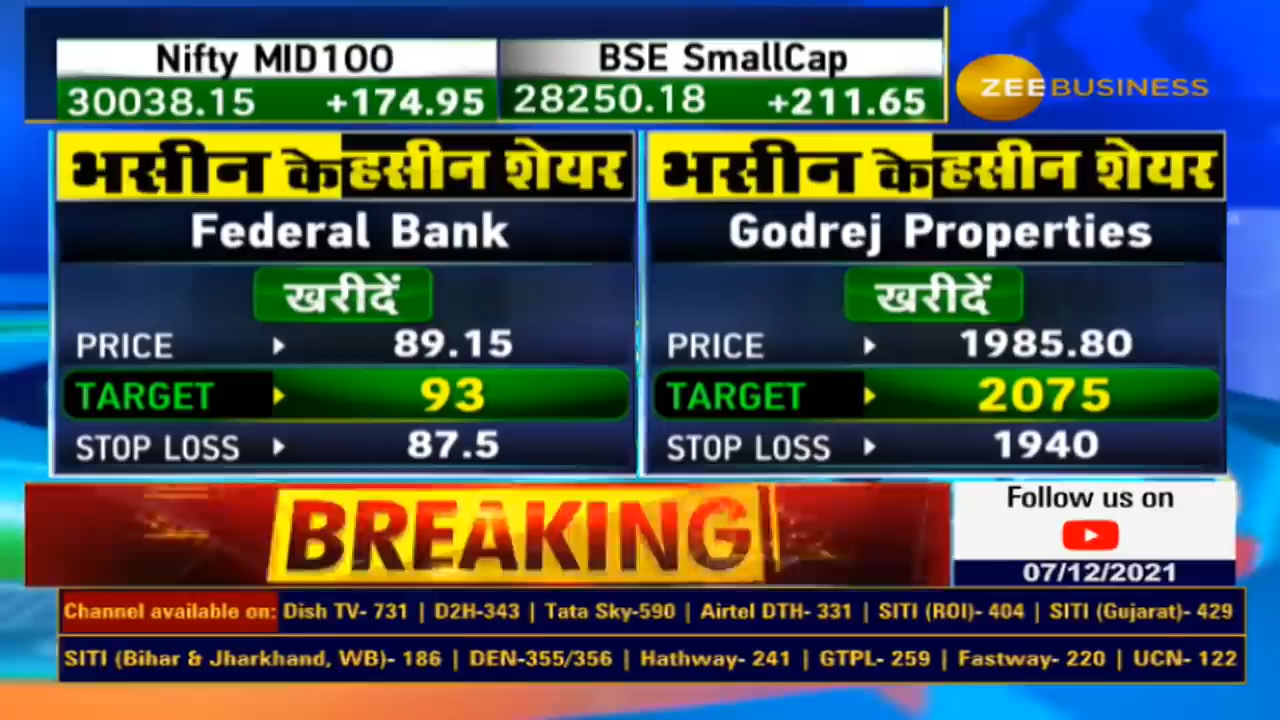 Nifty MID100
30038.15 +174.95
BSE SmallCap
28250.18 +211.65
ZEEBUSINESS
भसीन के हसीन शेयर
Federal Bank
खरीदें
PRICE 89.15
TARGET 93
STOP LOSS 87.5
भसीन के हसीन शेयर
Godrej Properties
खरीदें
PRICE 1985.80
TARGET 2075
STOP LOSS 1940
BREAKING
Follow us on
07/12/2021
Channel available on: Dish TV- 731 | D2H-343 | Tata Sky-590 | Airtel DTH- 331 | SITI (ROI)- 404 | SITI (Gujarat)- 429
SITI (Bihar & Jharkhand, WB)- 186 | DEN-355/356 | Hathway- 241 | GTPL- 259 | Fastway- 220 | UCN- 122